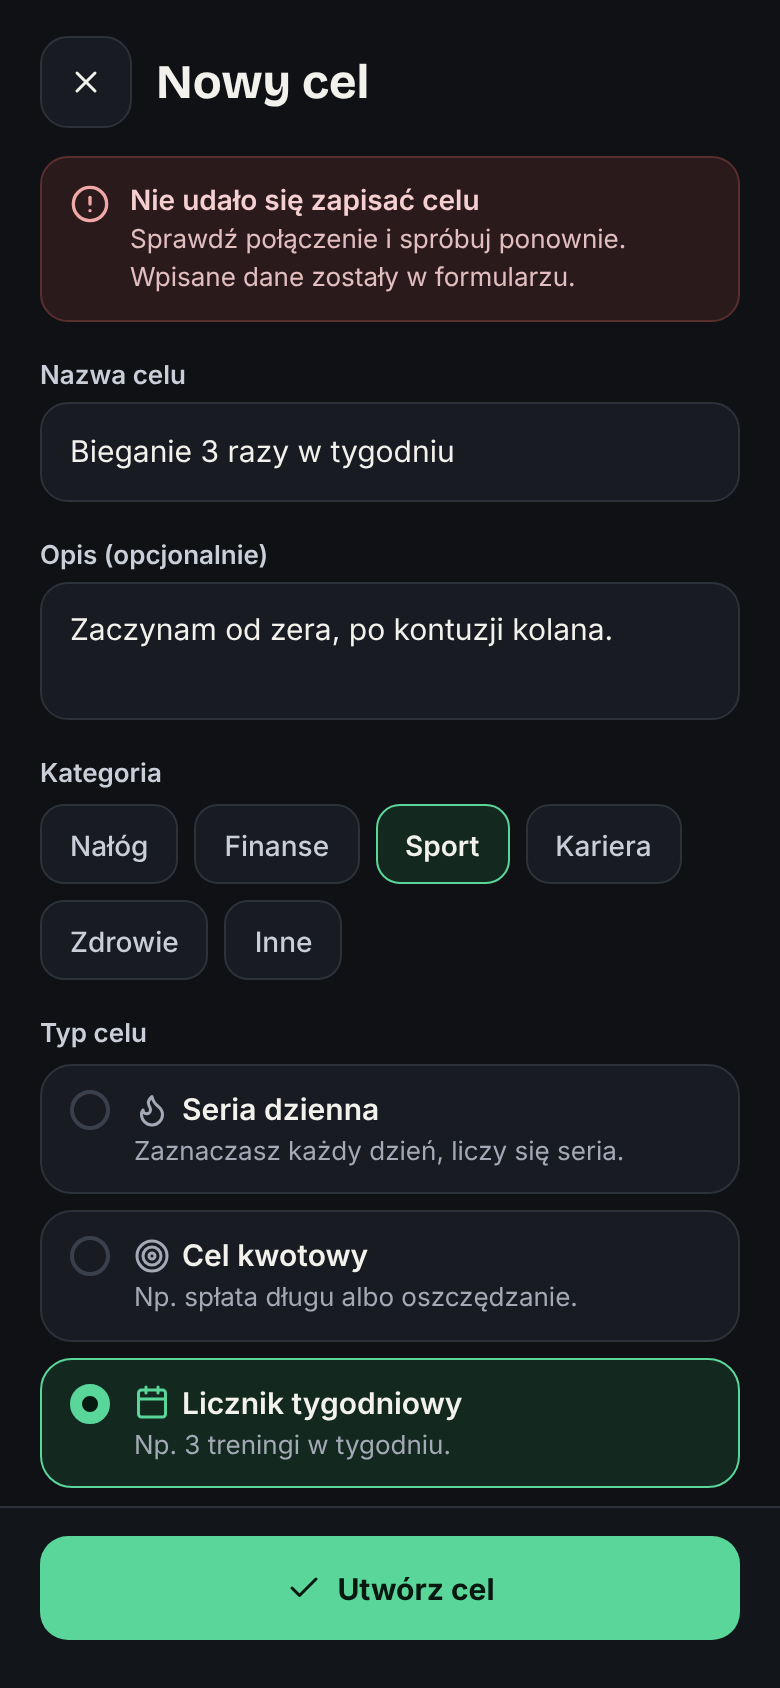 Nowy cel
Nie udało się zapisać celu
Sprawdź połączenie i spróbuj ponownie.
Wpisane dane zostały w formularzu.
Nazwa celu
Bieganie 3 razy w tygodniu
Opis (opcjonalnie)
Zaczynam od zera, po kontuzji kolana.
Kategoria
Nałóg Finanse Sport Kariera
Zdrowie Inne
Typ celu
Seria dzienna
Zaznaczasz każdy dzień, liczy się seria.
Cel kwotowy
Np. spłata długu albo oszczędzanie.
Licznik tygodniowy
Np. 3 treningi w tygodniu.
Utwórz cel